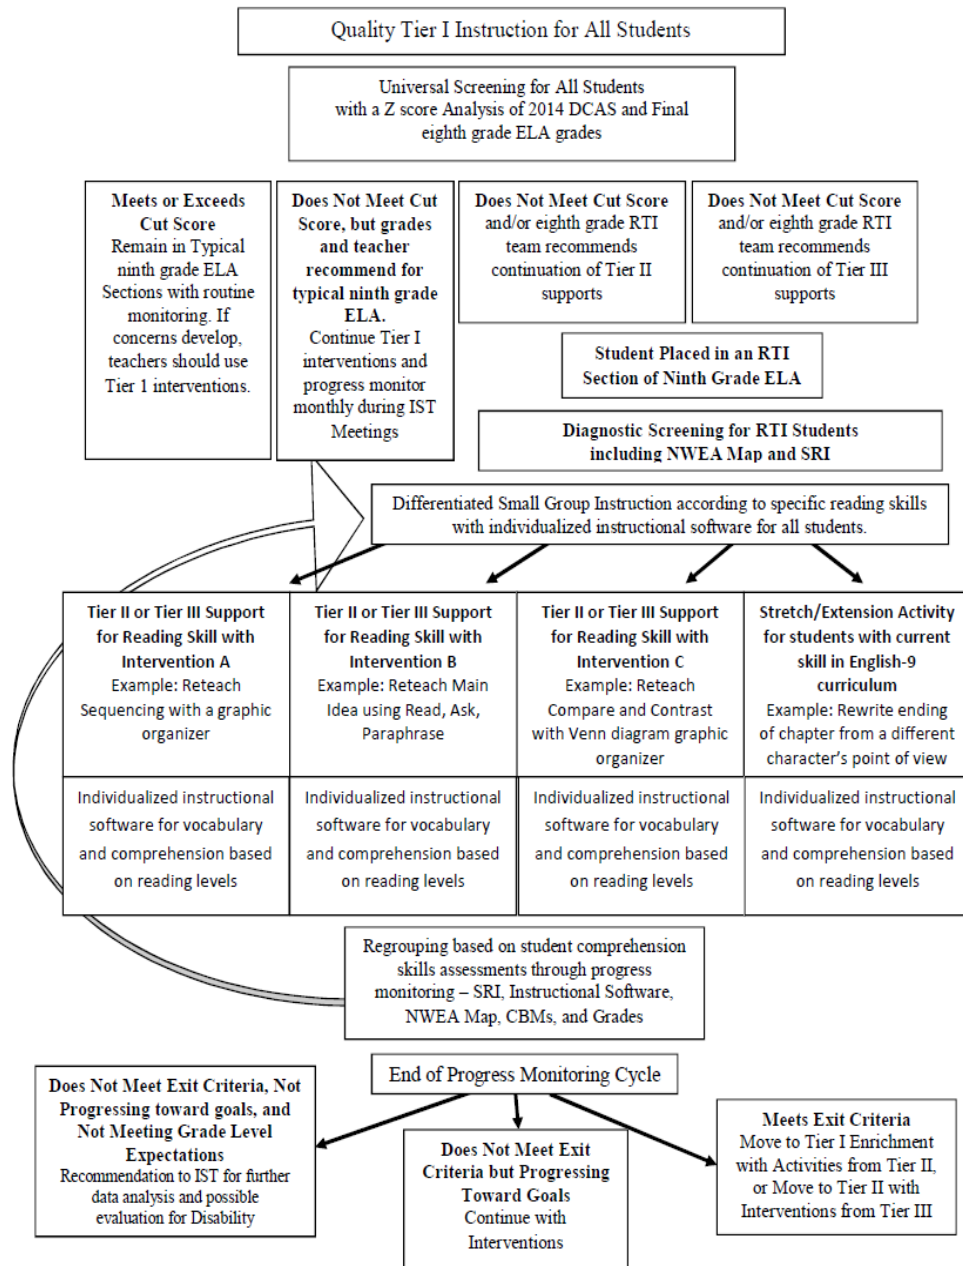 Quality Tier I Instruction for All Students
Universal Screening for All Students
with a Z score Analysis of 2014 DCAS and Final
eighth grade ELA grades
Meets or Exceeds
Cut Score
Remain in Typical
ninth grade ELA
Sections with routine
monitoring. If
concerns develop,
teachers should use
Tier 1 interventions.
Does Not Meet Cut
Score, but grades
and teacher
recommend for
typical ninth grade
ELA.
Continue Tier I
interventions and
progress monitor
monthly during IST
Meetings
Does Not Meet Cut Score
and/or eighth grade RTI
team recommends
continuation of Tier II
supports
Does Not Meet Cut Score
and/or eighth grade RTI
team recommends
continuation of Tier III
supports
Student Placed in an RTI
Section of Ninth Grade ELA
Diagnostic Screening for RTI Students
including NWEA Map and SRI
Differentiated Small Group Instruction according to specific reading skills
with individualized instructional software for all students.
Tier II or Tier III Support
for Reading Skill with
Intervention A
Example: Reteach
Sequencing with a graphic
organizer
Tier II or Tier III Support
for Reading Skill with
Intervention B
Example: Reteach Main
Idea using Read, Ask,
Paraphrase
Tier II or Tier III Support
for Reading Skill with
Intervention C
Example: Reteach
Compare and Contrast
with Venn diagram graphic
organizer
Stretch/Extension Activity
for students with current
skill in English-9
curriculum
Example: Rewrite ending
of chapter from a different
character's point of view
Individualized instructional
software for vocabulary
and comprehension based
on reading levels
Individualized instructional
software for vocabulary
and comprehension based
on reading levels
Individualized instructional
software for vocabulary
and comprehension based
on reading levels
Individualized instructional
software for vocabulary
and comprehension based
on reading levels
Regrouping based on student comprehension
skills assessments through progress
monitoring – SRI, Instructional Software,
NWEA Map, CBMs, and Grades
End of Progress Monitoring Cycle
Does Not Meet Exit Criteria, Not
Progressing toward goals, and
Not Meeting Grade Level
Expectations
Recommendation to IST for further
data analysis and possible
evaluation for Disability
Does Not Meet Exit
Criteria but Progressing
Toward Goals
Continue with
Interventions
Meets Exit Criteria
Move to Tier I Enrichment
with Activities from Tier II,
or Move to Tier II with
Interventions from Tier III